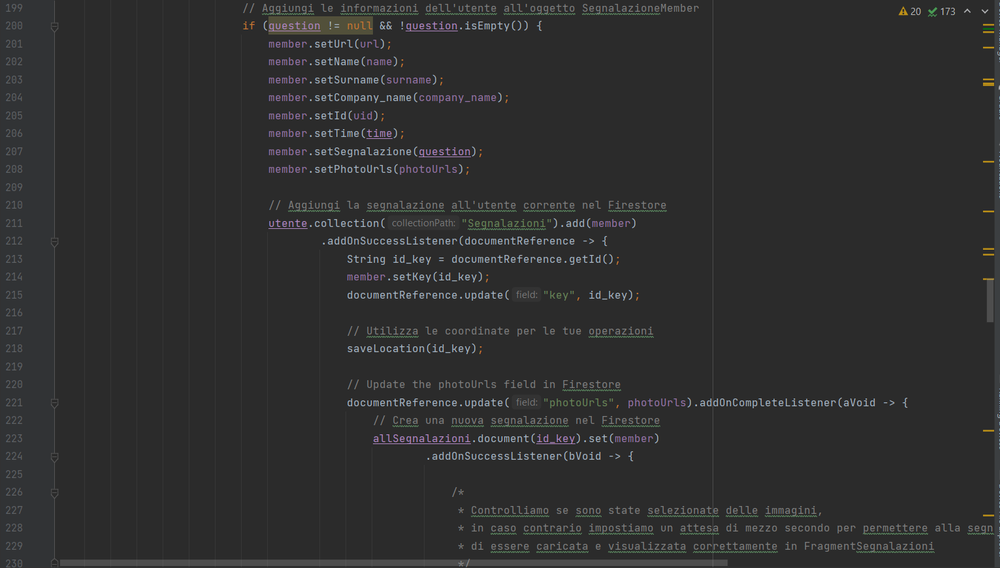 199 // Aggiungi le informazioni dell'utente all'oggetto SegnalazioneMember
20 173
200 if (question != null && !question.isEmpty()) {
201 member.setUrl(url);
202 member.setName(name);
203 member.setSurname(surname);
204 member.setCompany_name(company_name);
205 member.setId(uid);
206 member.setTime(time);
207 member.setSegnalazione(question);
208 member.setPhotoUrls(photoUrls);
209
210 // Aggiungi la segnalazione all'utente corrente nel Firestore
211 utente.collection( collectionPath: "Segnalazioni").add(member)
212 .addOnSuccessListener(documentReference -> {
213 String id_key = documentReference.getId();
214 member.setKey(id_key);
215 documentReference.update( field: "key", id_key);
216
217 // Utilizza le coordinate per le tue operazioni
218 saveLocation(id_key);
219
220 // Update the photoUrls field in Firestore
221 documentReference.update( field: "photoUrls", photoUrls).addOnCompleteListener(aVoid -> {
222 // Crea una nuova segnalazione nel Firestore
223 allSegnalazioni.document(id_key).set(member)
224 .addOnSuccessListener(bVoid -> {
225
226 /*
227 * Controlliamo se sono state selezionate delle immagini,
228 * in caso contrario impostiamo un attesa di mezzo secondo per permettere alla segn
229 * di essere caricata e visualizzata correttamente in FragmentSegnalazioni
230 */